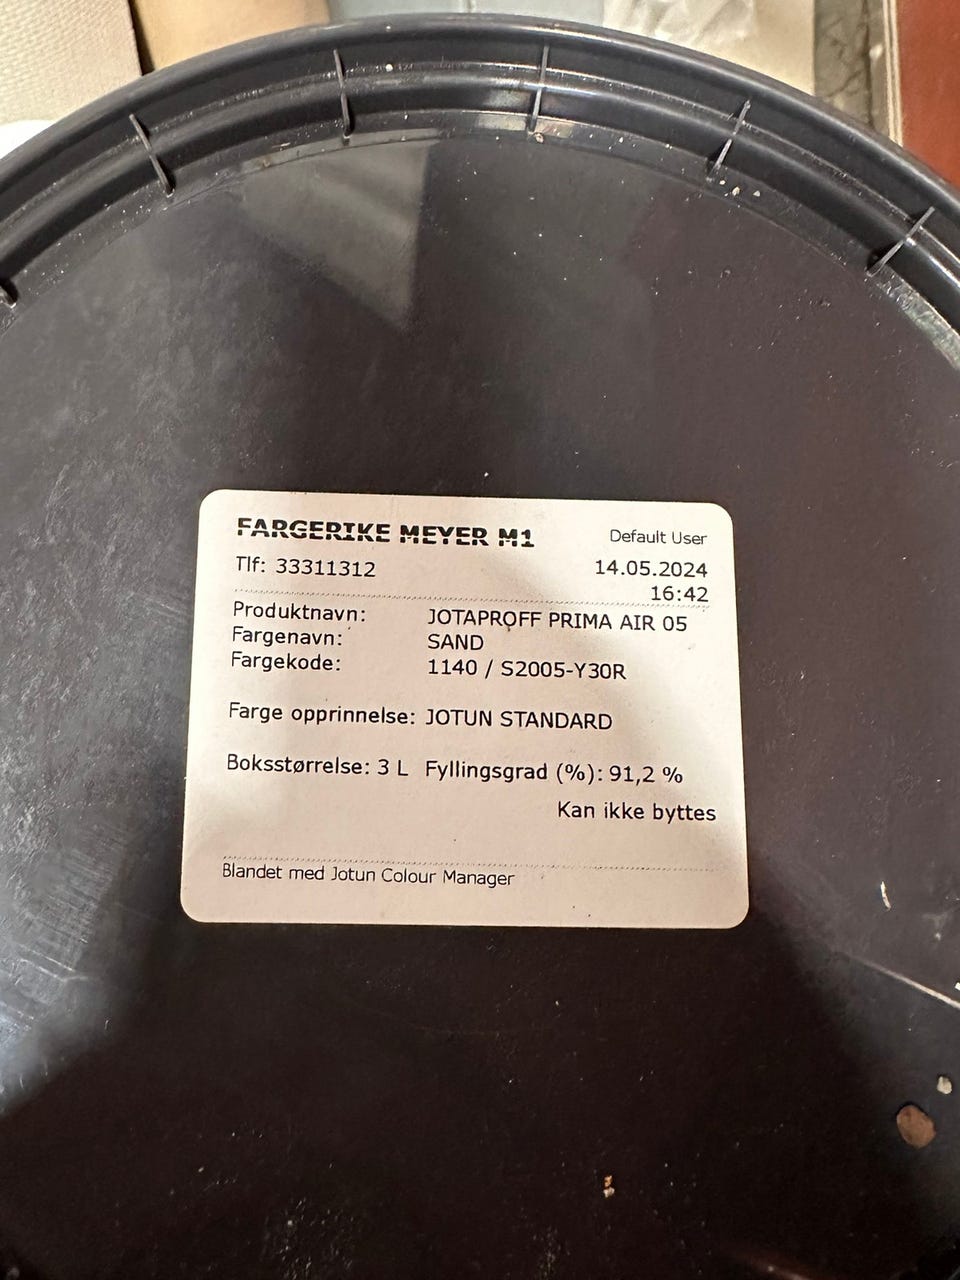 FARGERIKE MEYER M1 Default User
Tlf: 33311312 14.05.2024
16:42
Produktnavn: JOTAPROFF PRIMA AIR 05
Fargenavn: SAND
Fargekode: 1140 / S2005-Y30R
Farge opprinnelse: JOTUN STANDARD
Boksstørrelse: 3 L Fyllingsgrad (%): 91,2 %
Kan ikke byttes
Blandet med Jotun Colour Manager